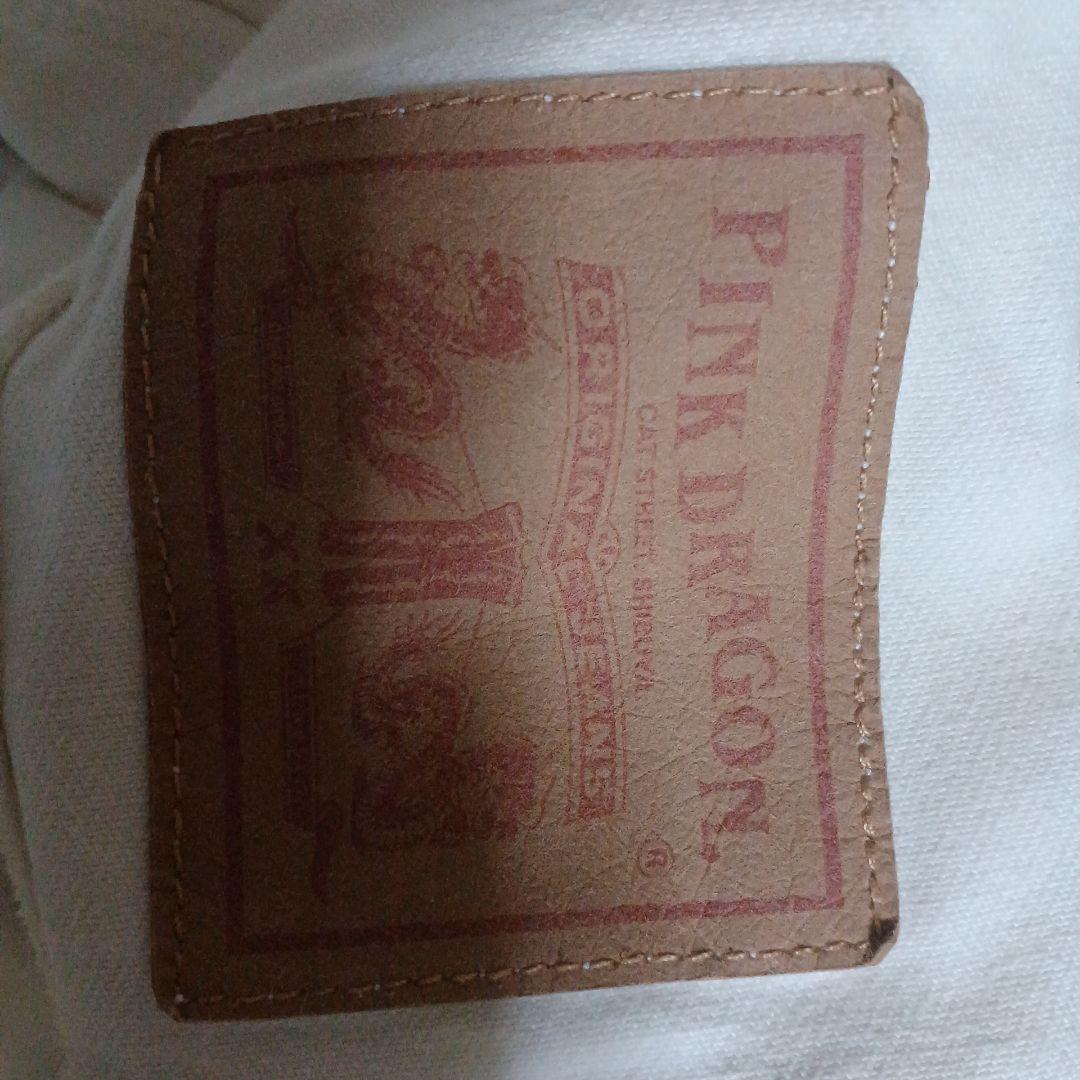 PINK DRAGON
®
CAT STREET. SHIBUYA
ORIGINAL JEANS
XX